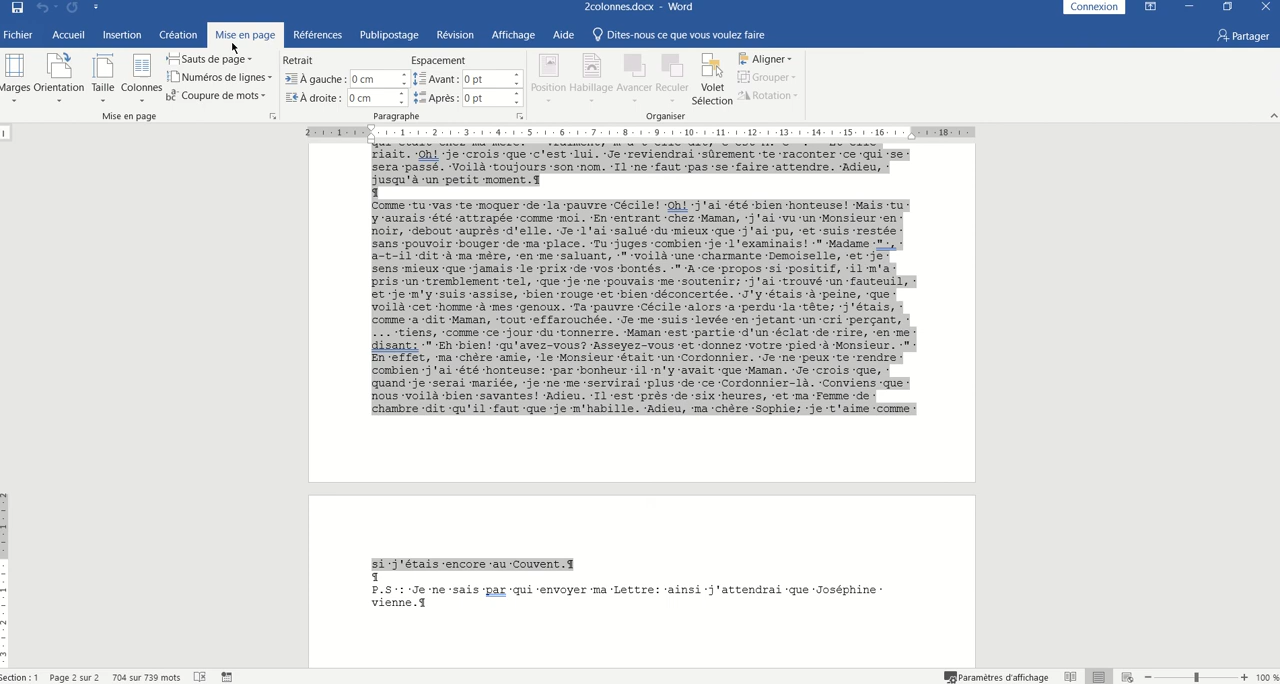 2colonnes.docx - Word
Connexion
Fichier Accueil Insertion Création Mise en page Références Publipostage Révision Affichage Aide Dites-nous ce que vous voulez faire Partager
Marges Orientation Taille Colonnes
Sauts de page
Numéros de lignes
Coupure de mots
Mise en page
Retrait
À gauche : 0 cm
À droite : 0 cm
Espacement
Avant : 0 pt
Après : 0 pt
Paragraphe
Position Habillage Avancer Reculer Volet Sélection
Aligner
Grouper
Rotation
Organiser
2 1 1 2 3 4 5 6 7 8 9 10 11 12 13 14 15 16 18
riait. Oh! je crois que c'est lui. Je reviendrai sûrement te raconter ce qui se
sera passé. Voilà toujours son nom. Il ne faut pas se faire attendre. Adieu,
jusqu'à un petit moment.¶
¶
Comme tu vas te moquer de la pauvre Cécile! Oh! j'ai été bien honteuse! Mais tu
y aurais été attrapée comme moi. En entrant chez Maman, j'ai vu un Monsieur en
noir, debout auprès d'elle. Je l'ai salué du mieux que j'ai pu, et suis restée
sans pouvoir bouger de ma place. Tu juges combien je l'examinais! " Madame " ,
a-t-il dit à ma mère, en me saluant, " voilà une charmante Demoiselle, et je
sens mieux que jamais le prix de vos bontés. " A ce propos si positif, il m'a
pris un tremblement tel, que je ne pouvais me soutenir; j'ai trouvé un fauteuil,
et je m'y suis assise, bien rouge et bien déconcertée. J'y étais à peine, que
voilà cet homme à mes genoux. Ta pauvre Cécile alors a perdu la tête; j'étais,
comme a dit Maman, tout effarouchée. Je me suis levée en jetant un cri perçant,
... tiens, comme ce jour du tonnerre. Maman est partie d'un éclat de rire, en me
disant: " Eh bien! qu'avez-vous? Asseyez-vous et donnez votre pied à Monsieur. "
En effet, ma chère amie, le Monsieur était un Cordonnier. Je ne peux te rendre
combien j'ai été honteuse: par bonheur il n'y avait que Maman. Je crois que,
quand je serai mariée, je ne me servirai plus de ce Cordonnier-là. Conviens que
nous voilà bien savantes! Adieu. Il est près de six heures, et ma Femme de
chambre dit qu'il faut que je m'habille. Adieu, ma chère Sophie; je t'aime comme
si j'étais encore au Couvent.¶
¶
P.S : Je ne sais par qui envoyer ma Lettre: ainsi j'attendrai que Joséphine
vienne.¶
Section : 1 Page 2 sur 2 704 sur 739 mots Paramètres d'affichage 100 %